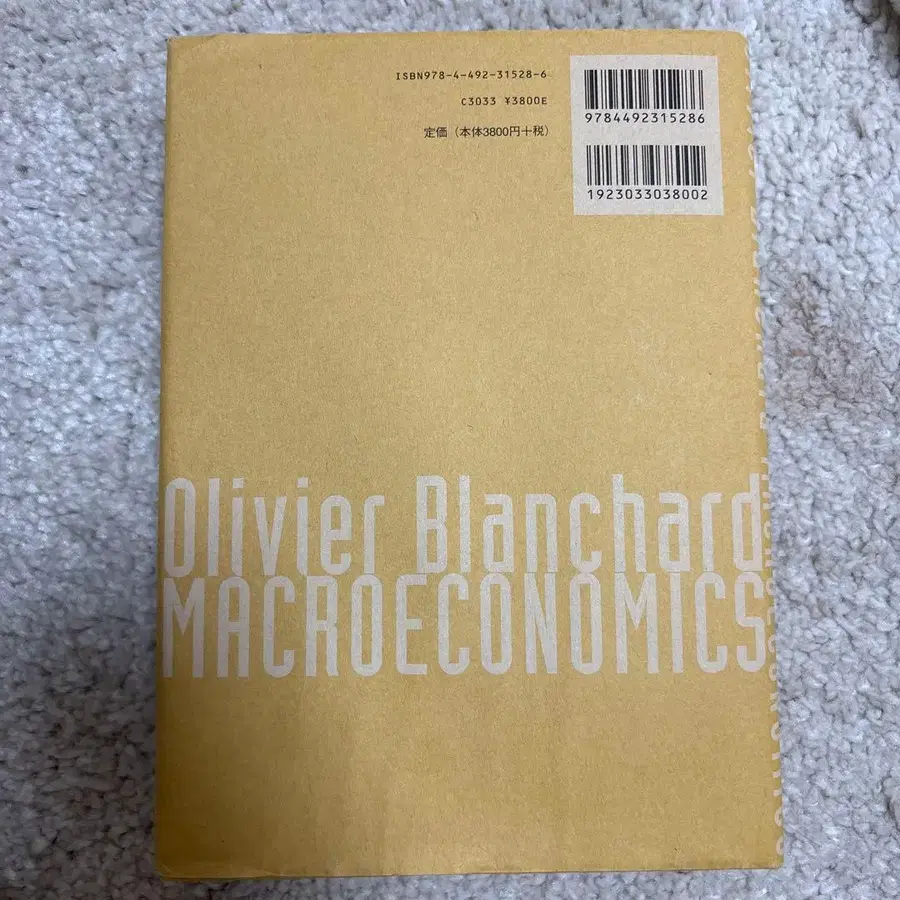 ISBN978-4-492-31528-6
C3033 ¥3800E
定価(本体3800円+税)
9784492315286
1923033038002
Olivier Blanchard
MACROECONOMICS